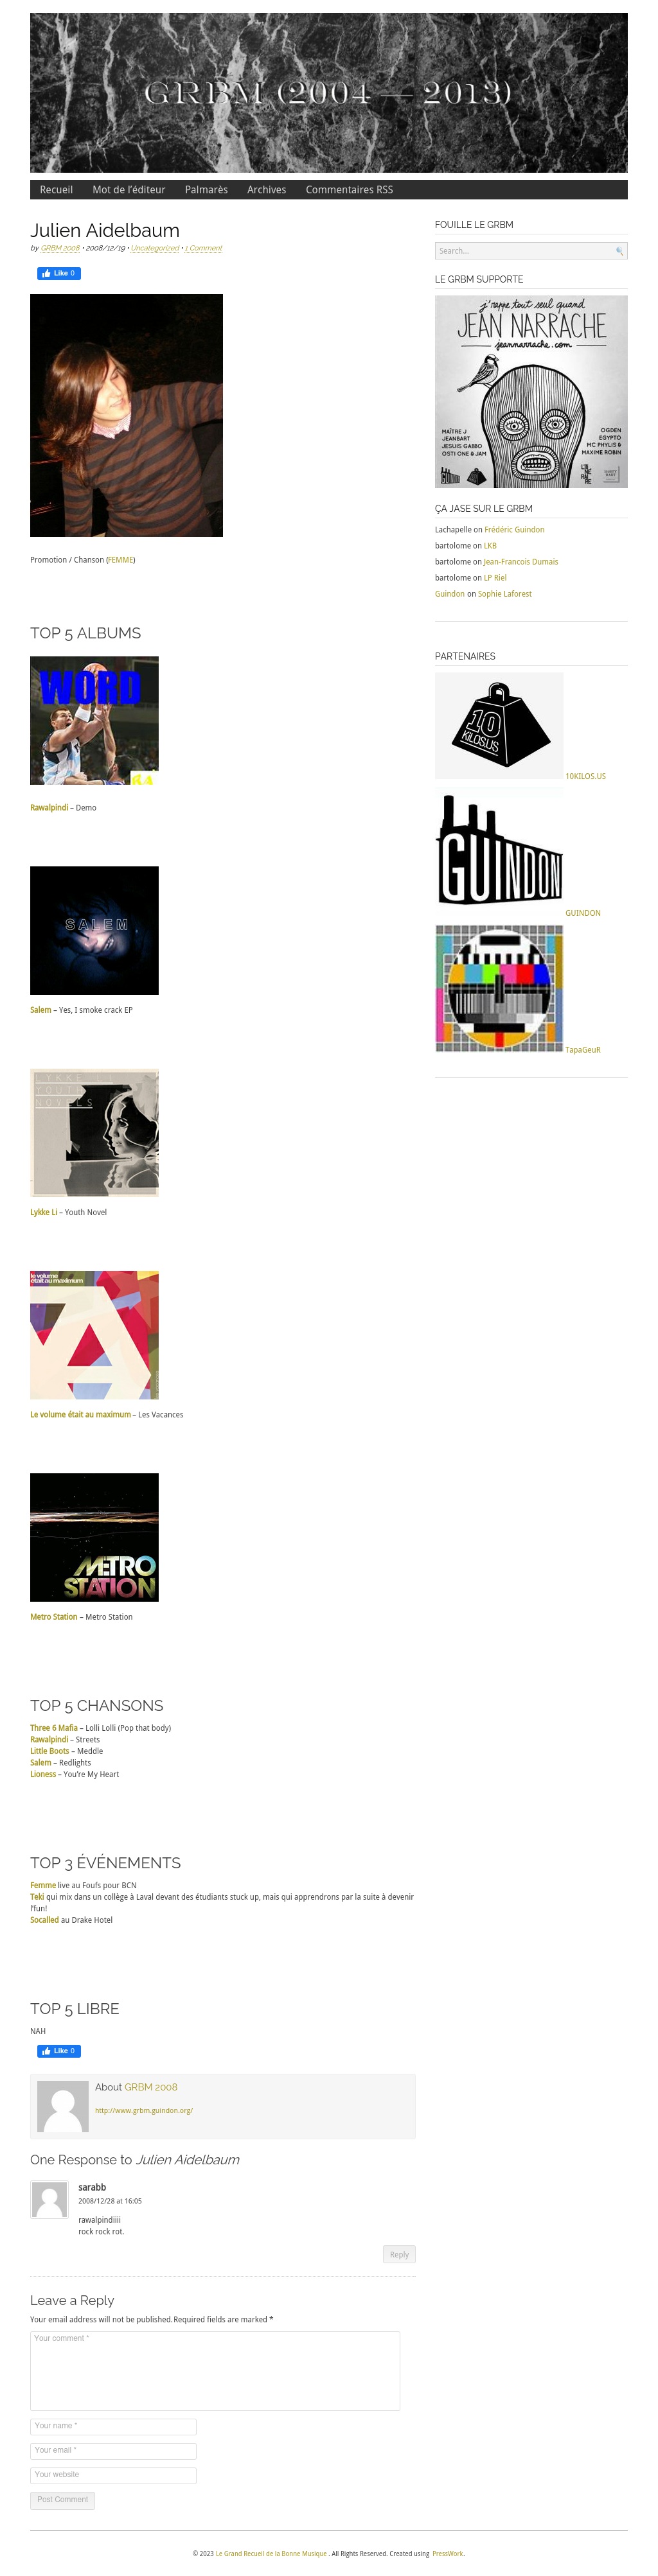 GRBM (2004 — 2013)
Recueil Mot de l'éditeur Palmarès Archives Commentaires RSS
Julien Aidelbaum
by GRBM 2008 • 2008/12/19 • Uncategorized • 1 Comment
Like 0
Promotion / Chanson (FEMME)
TOP 5 ALBUMS
WORD
Rawalpindi – Demo
SALEM
Salem – Yes, I smoke crack EP
LYKKE LI
YOUTH
NOVELS
Lykke Li – Youth Novel
le volume
était au maximum
Le volume était au maximum – Les Vacances
METRO
STATION
Metro Station – Metro Station
TOP 5 CHANSONS
Three 6 Mafia – Lolli Lolli (Pop that body)
Rawalpindi – Streets
Little Boots – Meddle
Salem – Redlights
Lioness – You're My Heart
TOP 3 ÉVÉNEMENTS
Femme live au Foufs pour BCN
Teki qui mix dans un collège à Laval devant des étudiants stuck up, mais qui apprendrons par la suite à devenir
l'fun!
Socalled au Drake Hotel
TOP 5 LIBRE
NAH
Like 0
About GRBM 2008
http://www.grbm.guindon.org/
One Response to Julien Aidelbaum
sarabb
2008/12/28 at 16:05
rawalpindiiii
rock rock rot.
Reply
Leave a Reply
Your email address will not be published. Required fields are marked *
Your comment *
Your name *
Your email *
Your website
Post Comment
FOUILLE LE GRBM
Search...
LE GRBM SUPPORTE
j'rappe tout seul quand
JEAN NARRACHE
jeannarrache.com
MAÎTRE J
JEANBART
JESUIS GABBO
OSTI ONE & JAM
OGDEN
EGYPTO
MC PHYLIS &
MAXIME ROBIN
GUINDON
ÇA JASE SUR LE GRBM
Lachapelle on Frédéric Guindon
bartolome on LKB
bartolome on Jean-Francois Dumais
bartolome on LP Riel
Guindon on Sophie Laforest
PARTENAIRES
10
KILOS.US
10KILOS.US
GUINDON
GUINDON
TapaGeuR
© 2023 Le Grand Recueil de la Bonne Musique . All Rights Reserved. Created using PressWork.